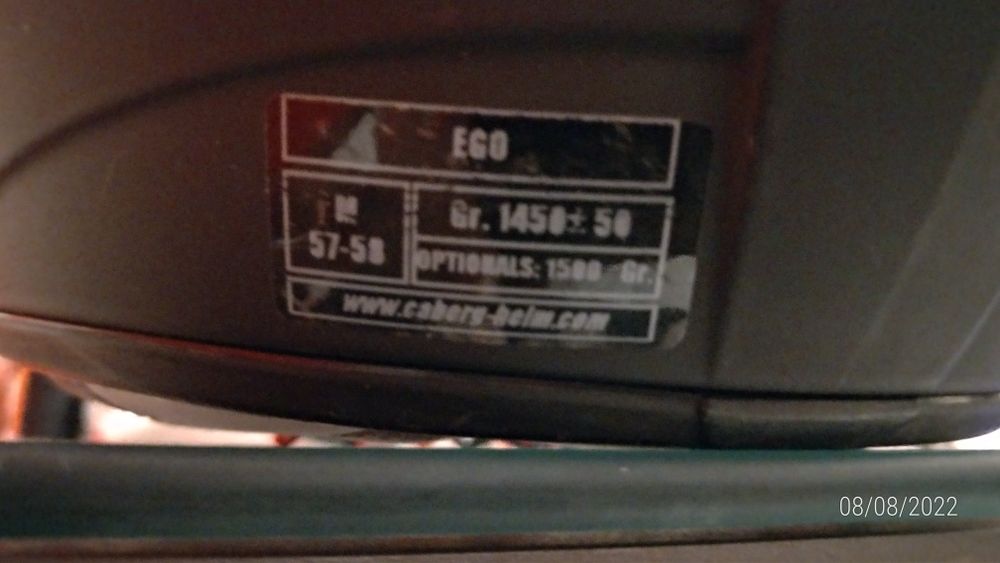 EGO
57-58
Gr. 1450± 50
OPTIONALS: 1500 Gr.
www.caberg-helm.com
08/08/2022